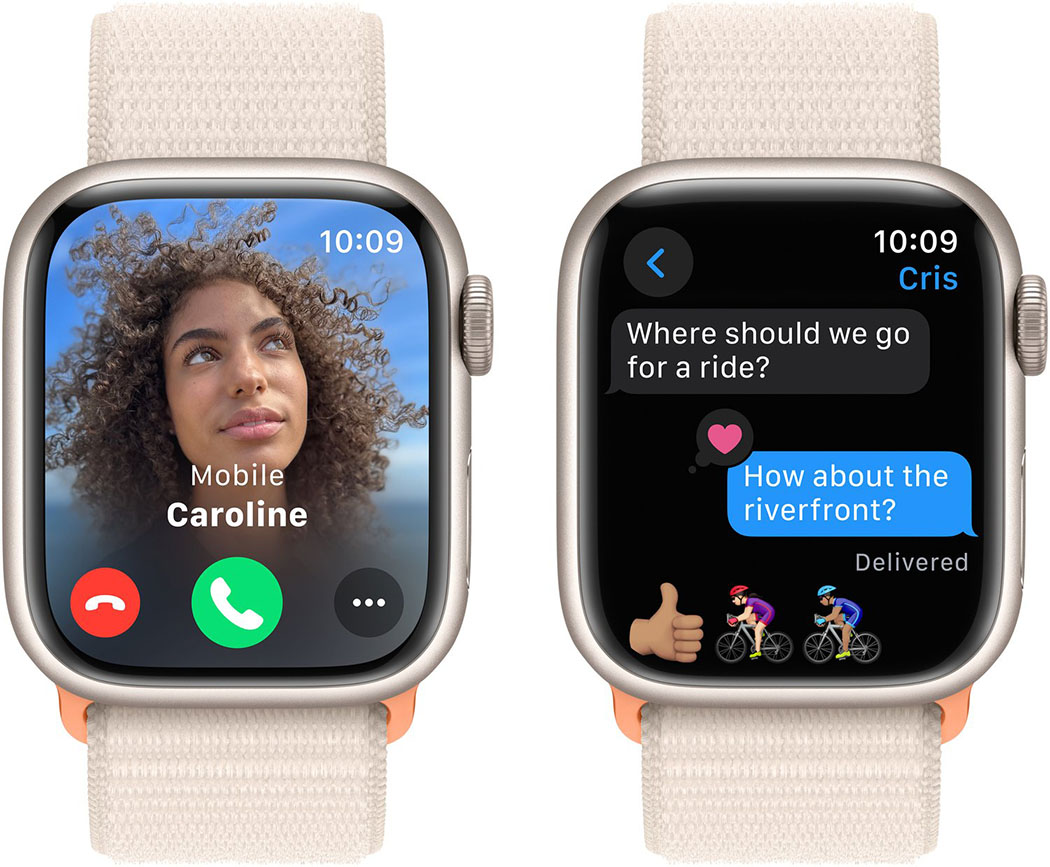 10:09
Mobile
Caroline
10:09
Cris
Where should we go
for a ride?
How about the
riverfront?
Delivered